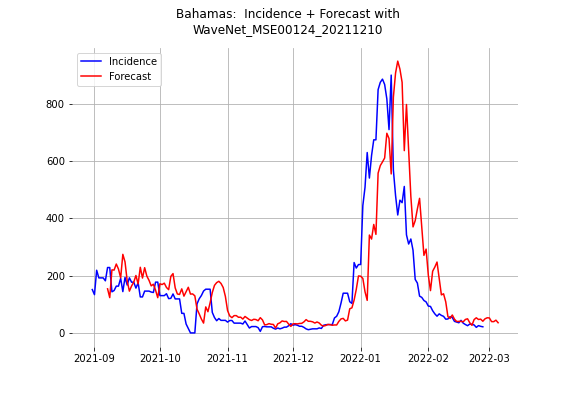 Bahamas:  Incidence + Forecast with
WaveNet_MSE00124_20211210
Incidence
Forecast
800
600
400
200
0
2021-09 2021-10 2021-11 2021-12 2022-01 2022-02 2022-03